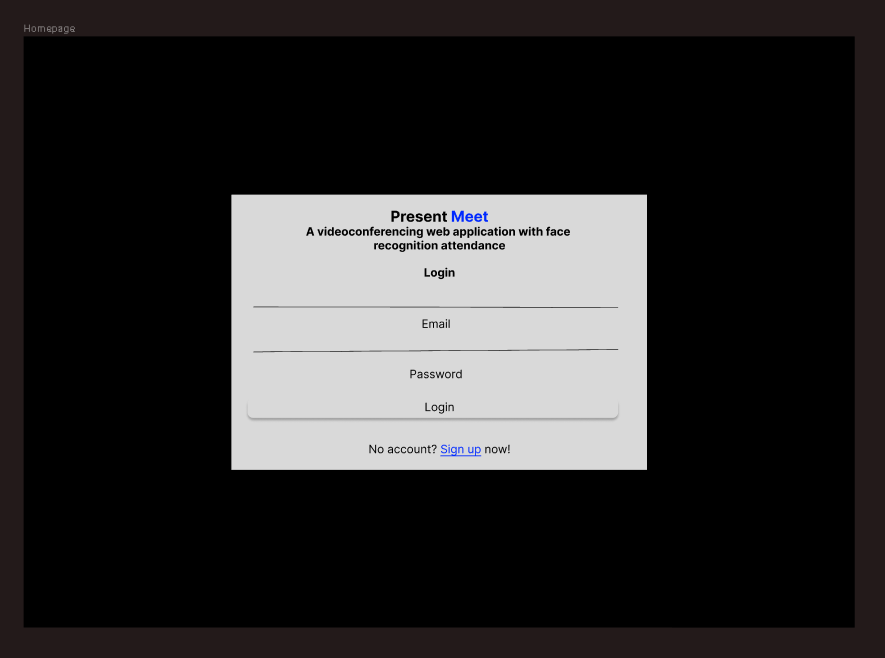 Homepage
Present Meet
A videoconferencing web application with face
recognition attendance
Login
Email
Password
Login
No account? Sign up now!